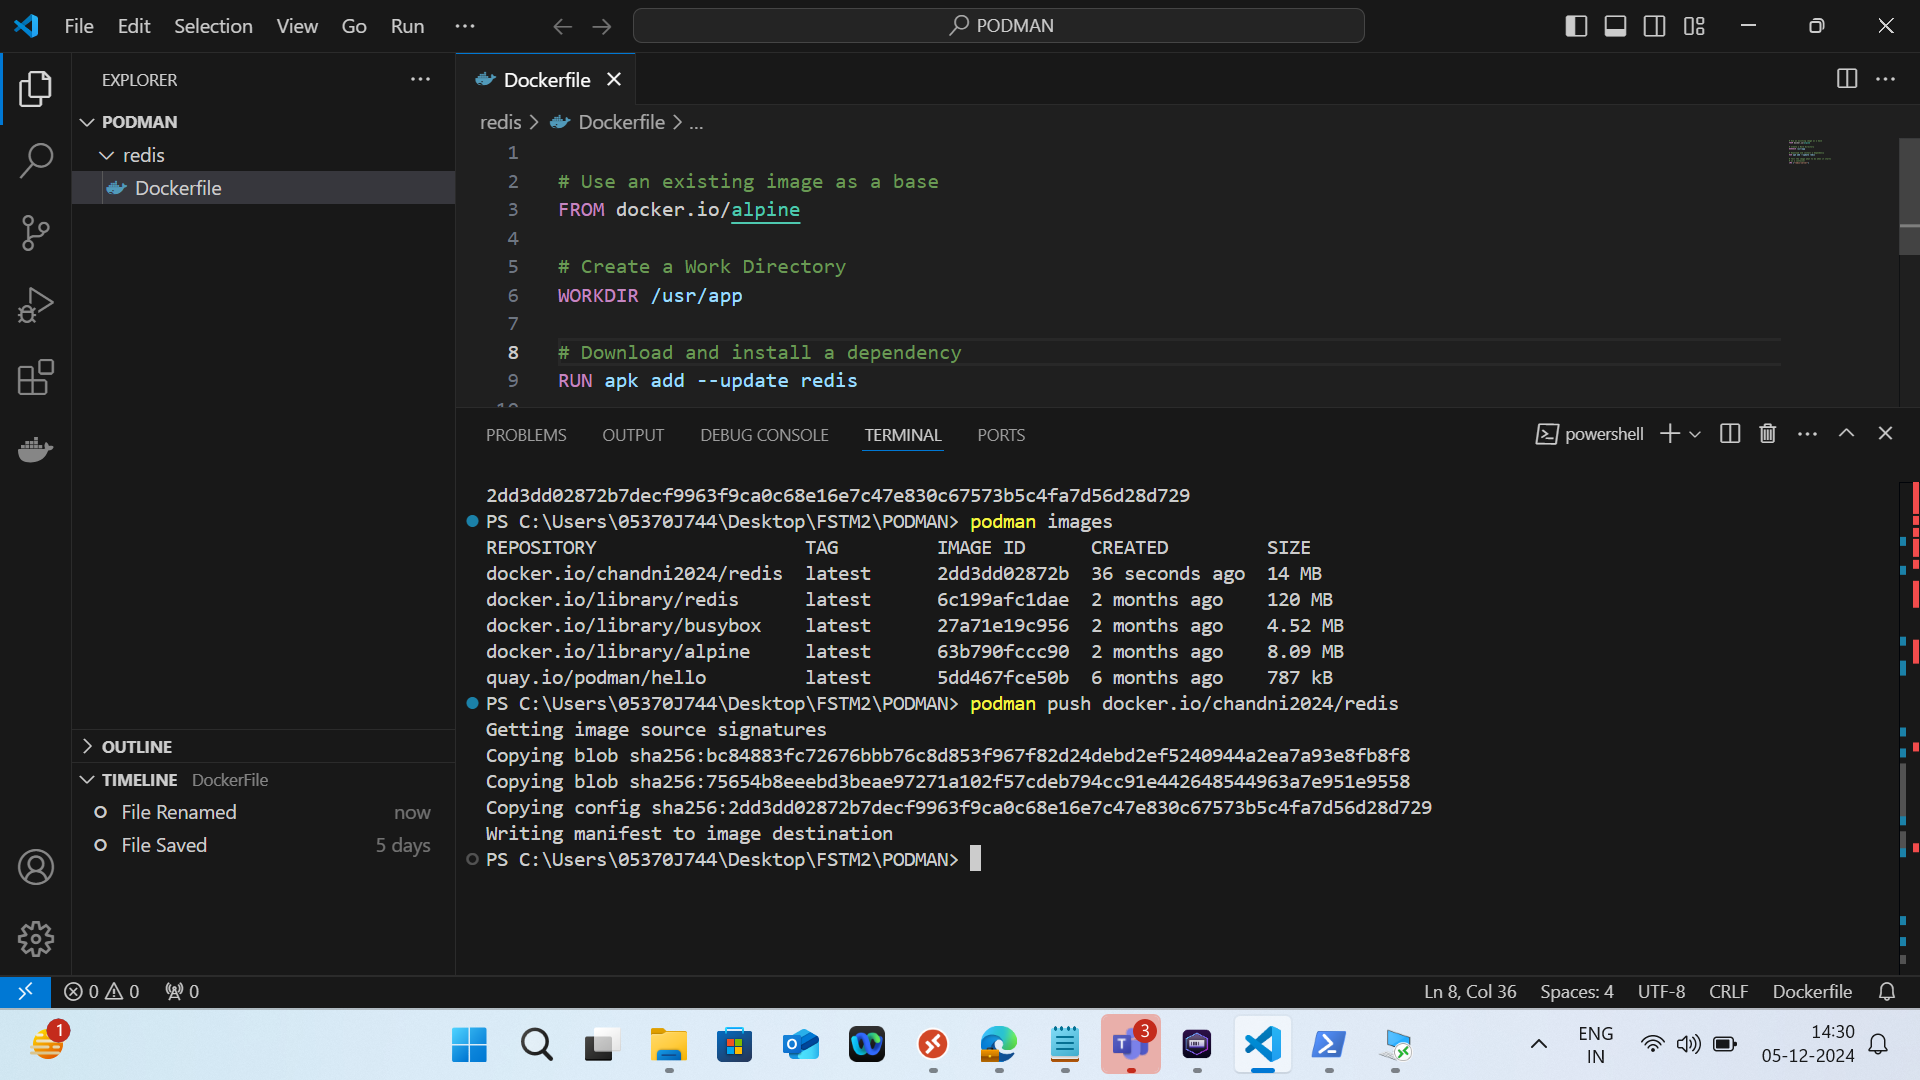 File Edit Selection View Go Run ...
PODMAN
EXPLORER
PODMAN
redis
Dockerfile
OUTLINE
TIMELINE DockerFile
File Renamed now
File Saved 5 days
Dockerfile
redis > Dockerfile > ...
1
2 # Use an existing image as a base
3 FROM docker.io/alpine
4
5 # Create a Work Directory
6 WORKDIR /usr/app
7
8 # Download and install a dependency
9 RUN apk add --update redis
10
PROBLEMS OUTPUT DEBUG CONSOLE TERMINAL PORTS
powershell
2dd3dd02872b7decf9963f9ca0c68e16e7c47e830c67573b5c4fa7d56d28d729
PS C:\Users\05370J744\Desktop\FSTM2\PODMAN> podman images
REPOSITORY TAG IMAGE ID CREATED SIZE
docker.io/chandni2024/redis latest 2dd3dd02872b 36 seconds ago 14 MB
docker.io/library/redis latest 6c199afc1dae 2 months ago 120 MB
docker.io/library/busybox latest 27a71e19c956 2 months ago 4.52 MB
docker.io/library/alpine latest 63b790fccc90 2 months ago 8.09 MB
quay.io/podman/hello latest 5dd467fce50b 6 months ago 787 kB
PS C:\Users\05370J744\Desktop\FSTM2\PODMAN> podman push docker.io/chandni2024/redis
Getting image source signatures
Copying blob sha256:bc84883fc72676bbb76c8d853f967f82d24debd2ef5240944a2ea7a93e8fb8f8
Copying blob sha256:75654b8eeebd3beae97271a102f57cdeb794cc91e442648544963a7e951e9558
Copying config sha256:2dd3dd02872b7decf9963f9ca0c68e16e7c47e830c67573b5c4fa7d56d28d729
Writing manifest to image destination
PS C:\Users\05370J744\Desktop\FSTM2\PODMAN>
0 0 0
Ln 8, Col 36 Spaces: 4 UTF-8 CRLF Dockerfile
1
3
ENG
IN
14:30
05-12-2024